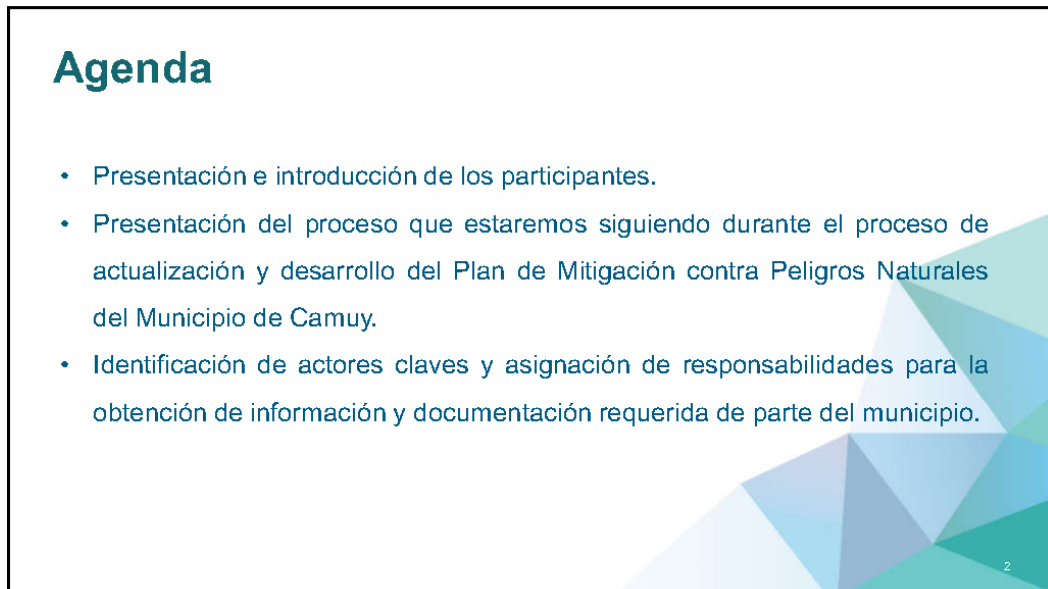 Agenda
• Presentación e introducción de los participantes.
• Presentación del proceso que estaremos siguiendo durante el proceso de
actualización y desarrollo del Plan de Mitigación contra Peligros Naturales
del Municipio de Camuy.
• Identificación de actores claves y asignación de responsabilidades para la
obtención de información y documentación requerida de parte del municipio.
2